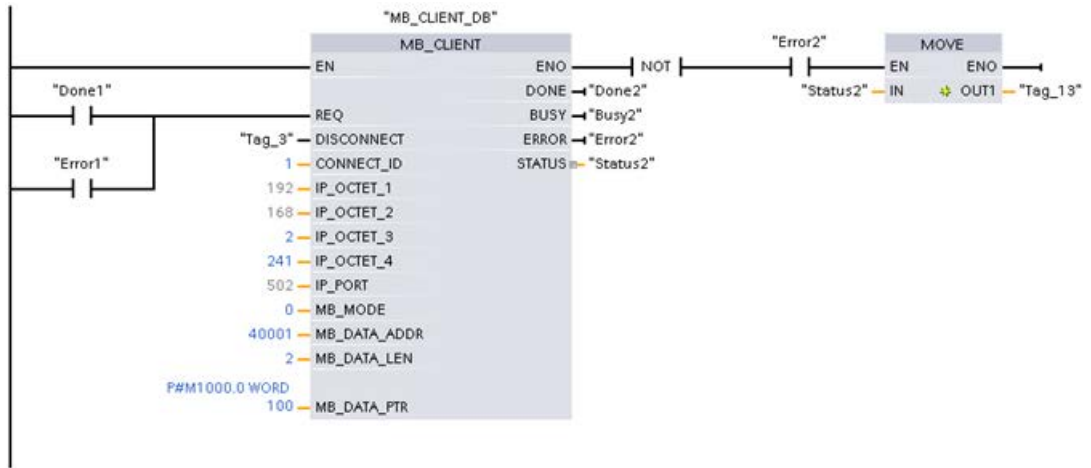 "MB_CLIENT_DB"
MB_CLIENT
"Error2"
MOVE
EN ENO NOT EN ENO
"Done1"
DONE "Done2"
"Status2" IN OUT1 "Tag_13"
REQ BUSY "Busy2"
"Tag_3" DISCONNECT ERROR "Error2"
"Error1"
1 CONNECT_ID STATUS "Status2"
192 IP_OCTET_1
168 IP_OCTET_2
2 IP_OCTET_3
241 IP_OCTET_4
502 IP_PORT
0 MB_MODE
40001 MB_DATA_ADDR
2 MB_DATA_LEN
P#M1000.0 WORD
100 MB_DATA_PTR